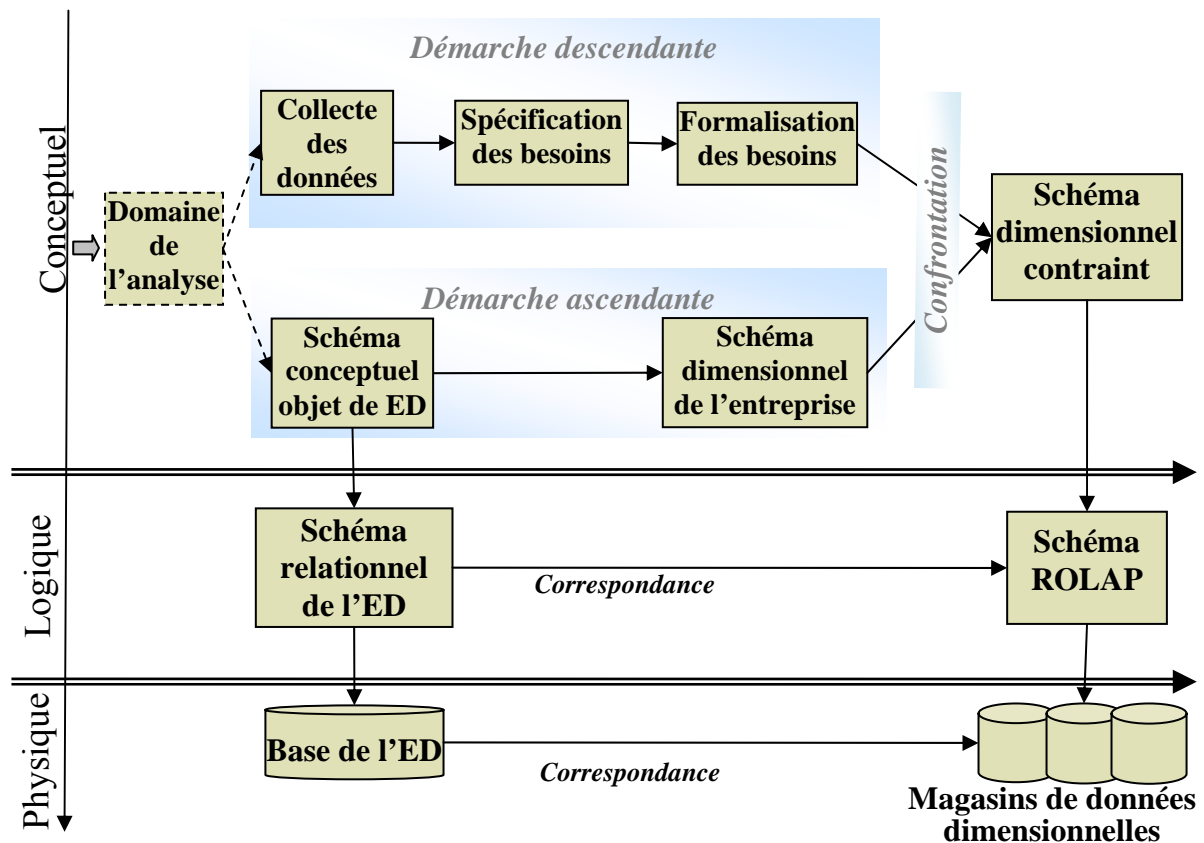 Démarche descendante
Conceptuel
Collecte
des
données
Spécification
des besoins
Formalisation
des besoins
Confrontation
Schéma
dimensionnel
contraint
Domaine
de
l'analyse
Démarche ascendante
Schéma
conceptuel
objet de ED
Schéma
dimensionnel
de l'entreprise
Logique
Schéma
relationnel
de l'ED
Correspondance
Schéma
ROLAP
Physique
Base de l'ED
Correspondance
Magasins de données
dimensionnelles